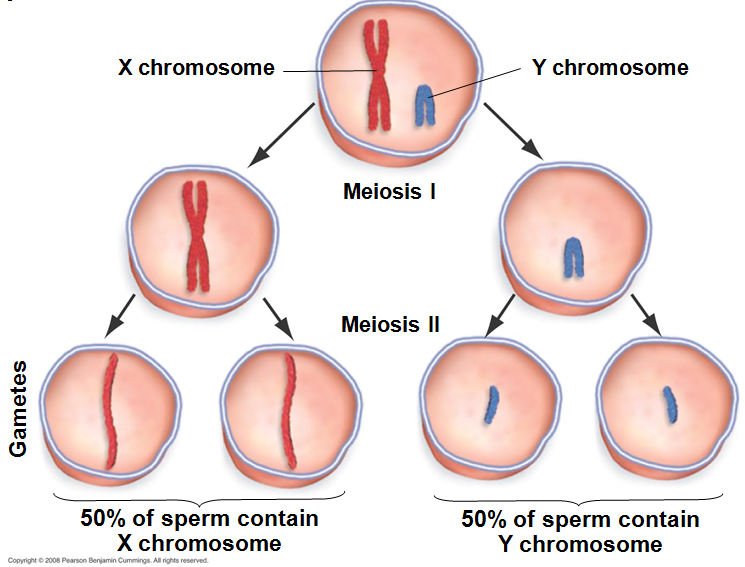 X chromosome
Y chromosome
Meiosis I
Meiosis II
Gametes
50% of sperm contain
X chromosome
50% of sperm contain
Y chromosome
Copyright © 2008 Pearson Benjamin Cummings. All rights reserved.